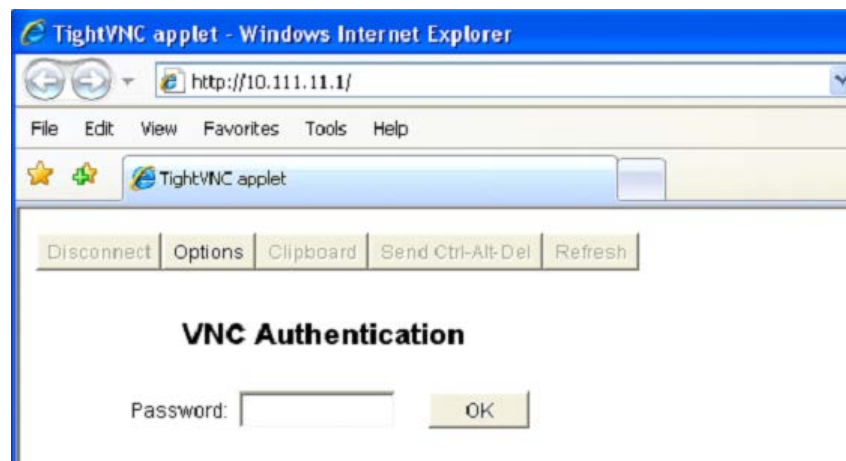 TightVNC applet - Windows Internet Explorer
http://10.111.11.1/
File Edit View Favorites Tools Help
TightVNC applet
Disconnect Options Clipboard Send Ctrl-Alt-Del Refresh
VNC Authentication
Password: OK